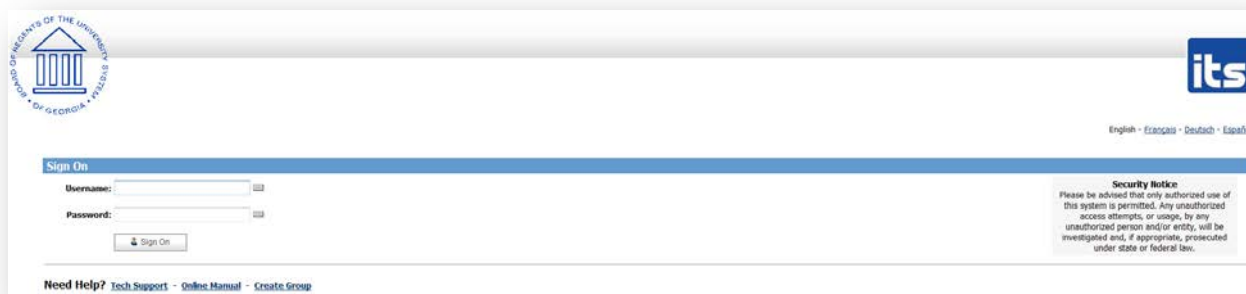 BOARD OF REGENTS OF THE UNIVERSITY SYSTEM
• OF GEORGIA •
its
English - Français - Deutsch - Españ
Sign On
Username:
Password:
Sign On
Security Notice
Please be advised that only authorized use of
this system is permitted. Any unauthorized
access attempts, or usage, by any
unauthorized person and/or entity, will be
investigated and, if appropriate, prosecuted
under state or federal law.
Need Help? Tech Support - Online Manual - Create Group